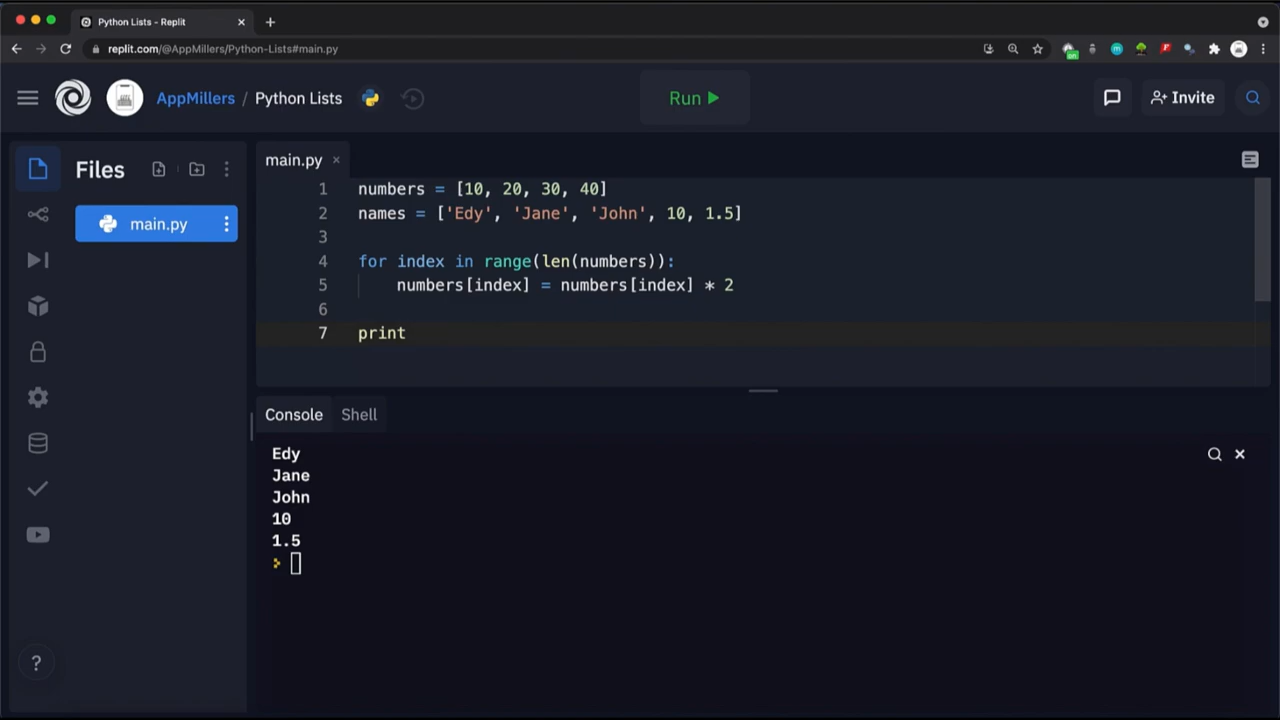 Python Lists - Replit
replit.com/@AppMillers/Python-Lists#main.py
on
AppMillers / Python Lists
Run
Invite
Files
main.py
main.py
1 numbers = [10, 20, 30, 40]
2 names = ['Edy', 'Jane', 'John', 10, 1.5]
3
4 for index in range(len(numbers)):
5 numbers[index] = numbers[index] * 2
6
7 print
Console Shell
Edy
Jane
John
10
1.5
?